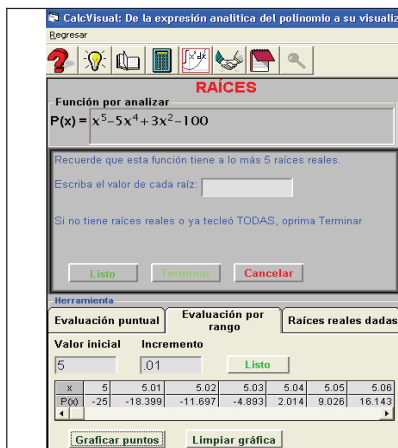 CalcVisual: De la expresión analítica del polinomio a su visualiz
Regresar
RAÍCES
Función por analizar
P(x) = x⁵−5x⁴+3x²−100
Recuerde que esta función tiene a lo más 5 raíces reales.
Escriba el valor de cada raíz:
Si no tiene raíces reales o ya tecleó TODAS, oprima Terminar
Listo Terminar Cancelar
Herramienta
Evaluación puntual Evaluación por rango Raíces reales dadas
Valor inicial Incremento
5 .01 Listo
x 5 5.01 5.02 5.03 5.04 5.05 5.06
P(x) -25 -18.399 -11.697 -4.893 2.014 9.026 16.143
Graficar puntos Limpiar gráfica